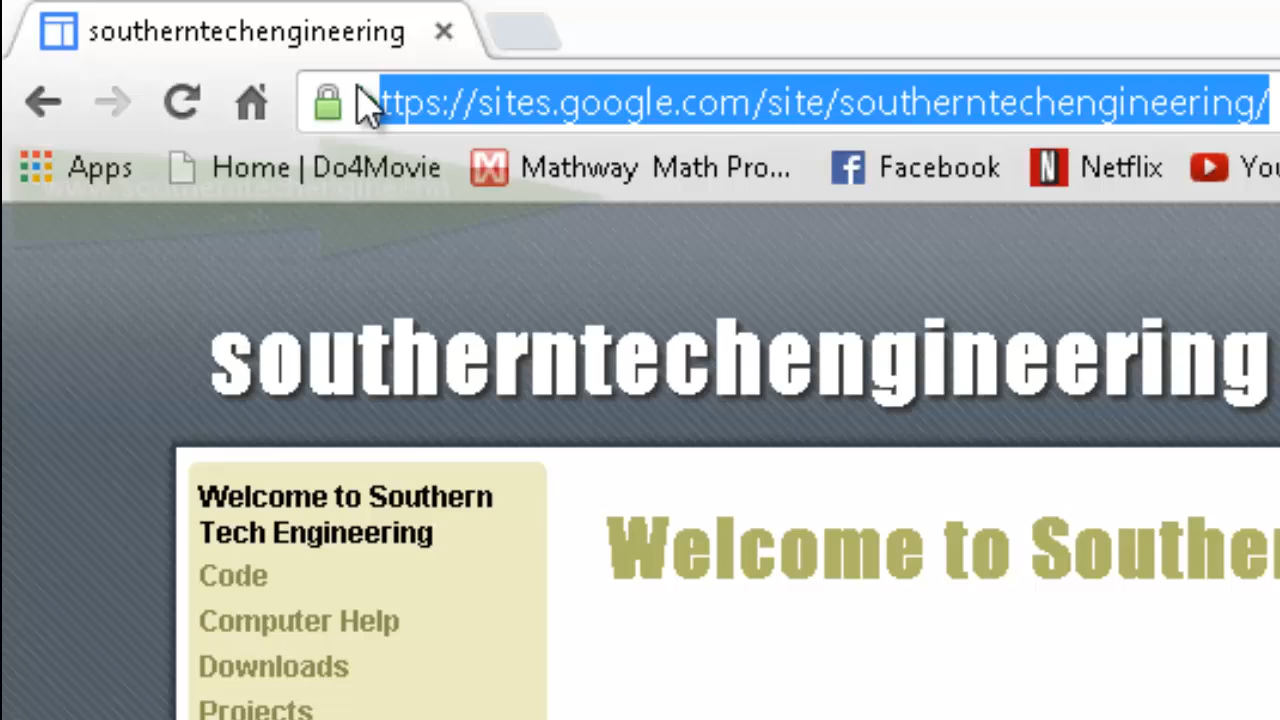 southerntechengineering
ttps://sites.google.com/site/southerntechengineering/
Apps Home | Do4Movie Mathway Math Pro... Facebook Netflix You
southerntechengineering
Welcome to Southern
Tech Engineering
Code
Computer Help
Downloads
Projects
Welcome to Souther